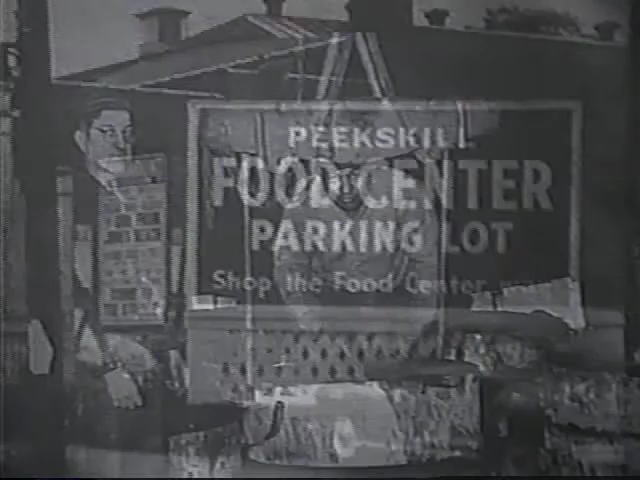 PEEKSKILL
FOOD CENTER
PARKING LOT
Shop the Food Center